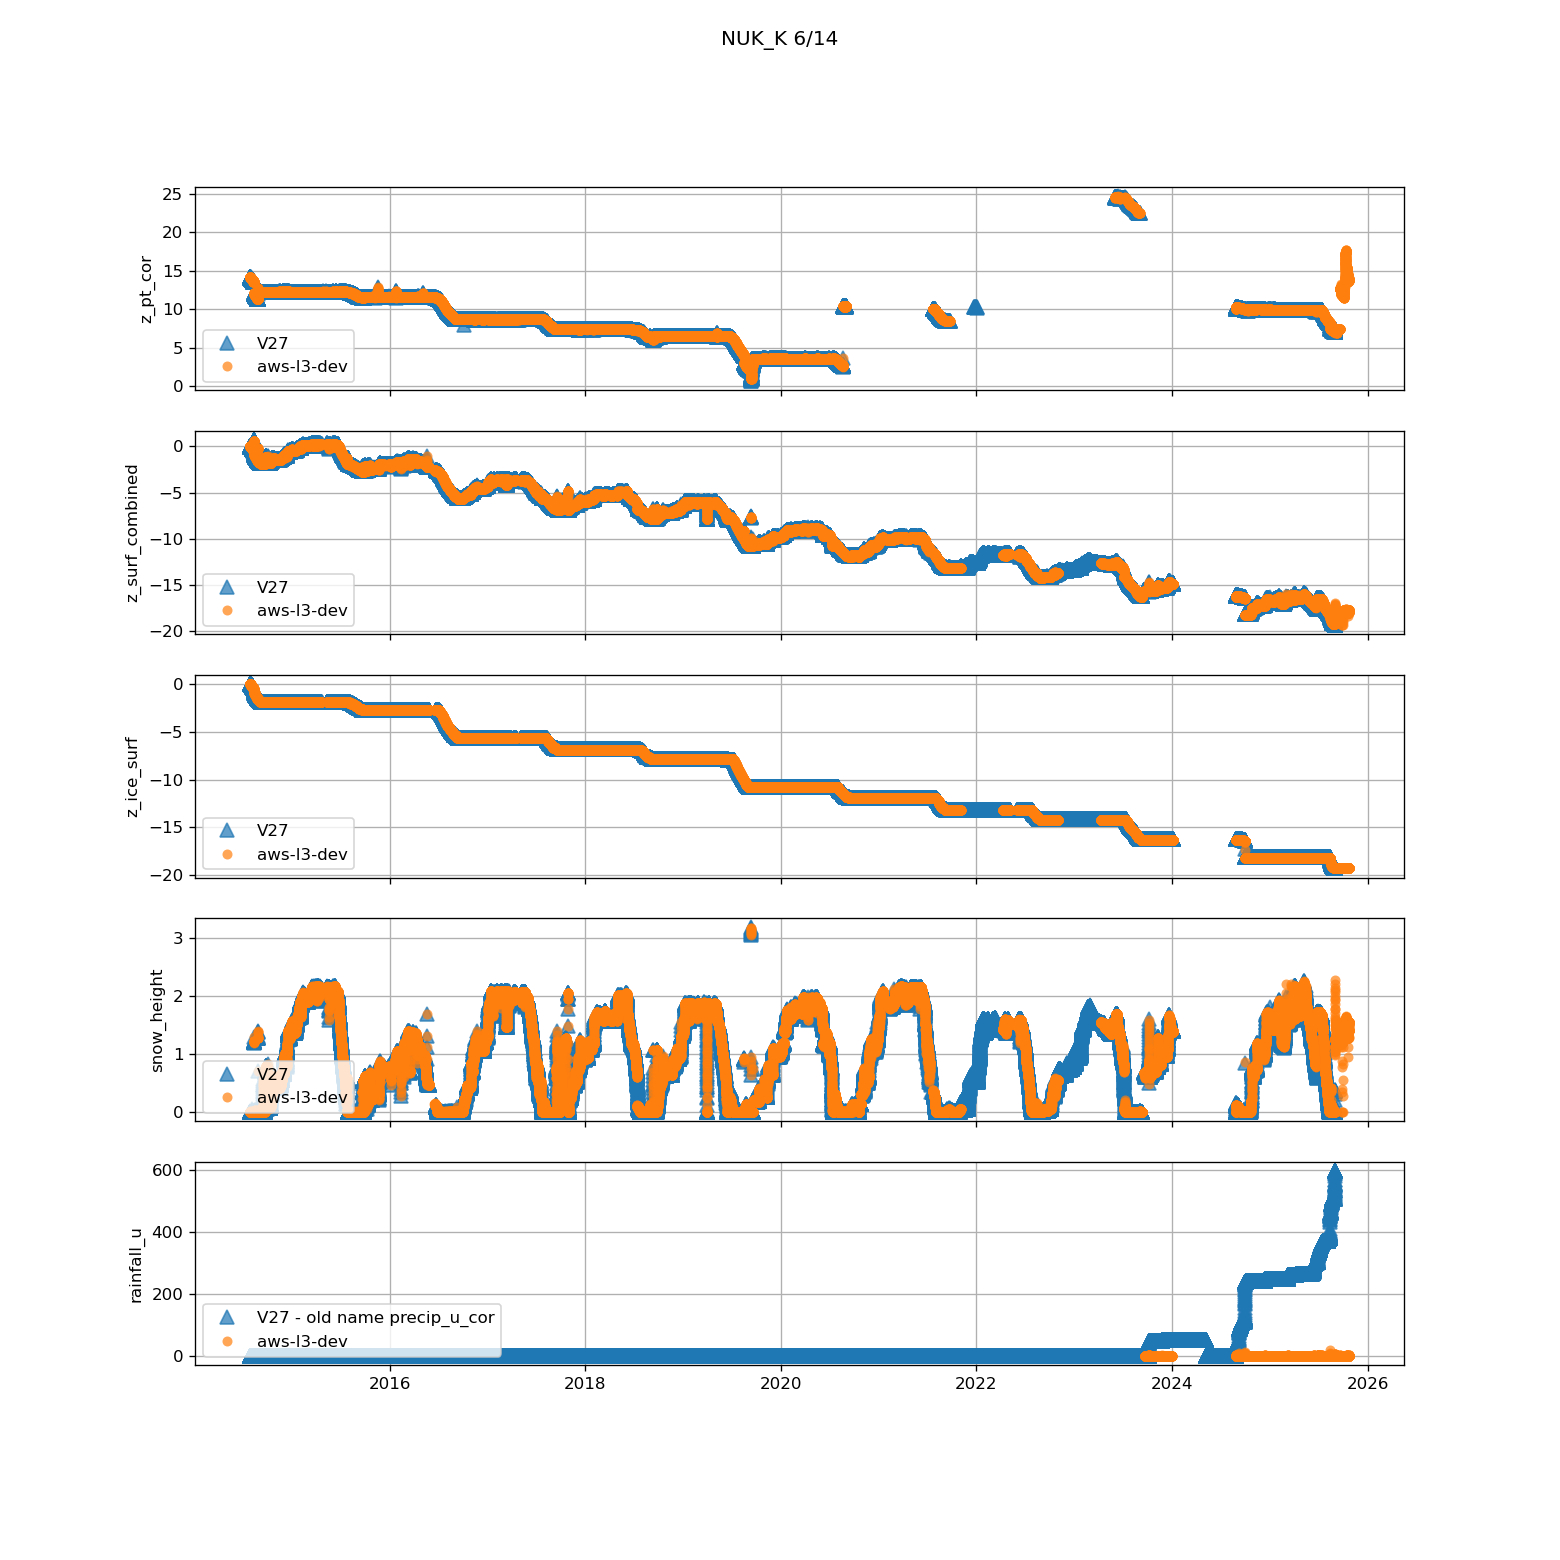 NUK_K 6/14
25
20
15
10
5
0
z_pt_cor
V27
aws-l3-dev
0
−5
−10
−15
−20
z_surf_combined
V27
aws-l3-dev
0
−5
−10
−15
−20
z_ice_surf
V27
aws-l3-dev
3
2
1
0
snow_height
V27
aws-l3-dev
600
400
200
0
rainfall_u
V27 - old name precip_u_cor
aws-l3-dev
2016 2018 2020 2022 2024 2026